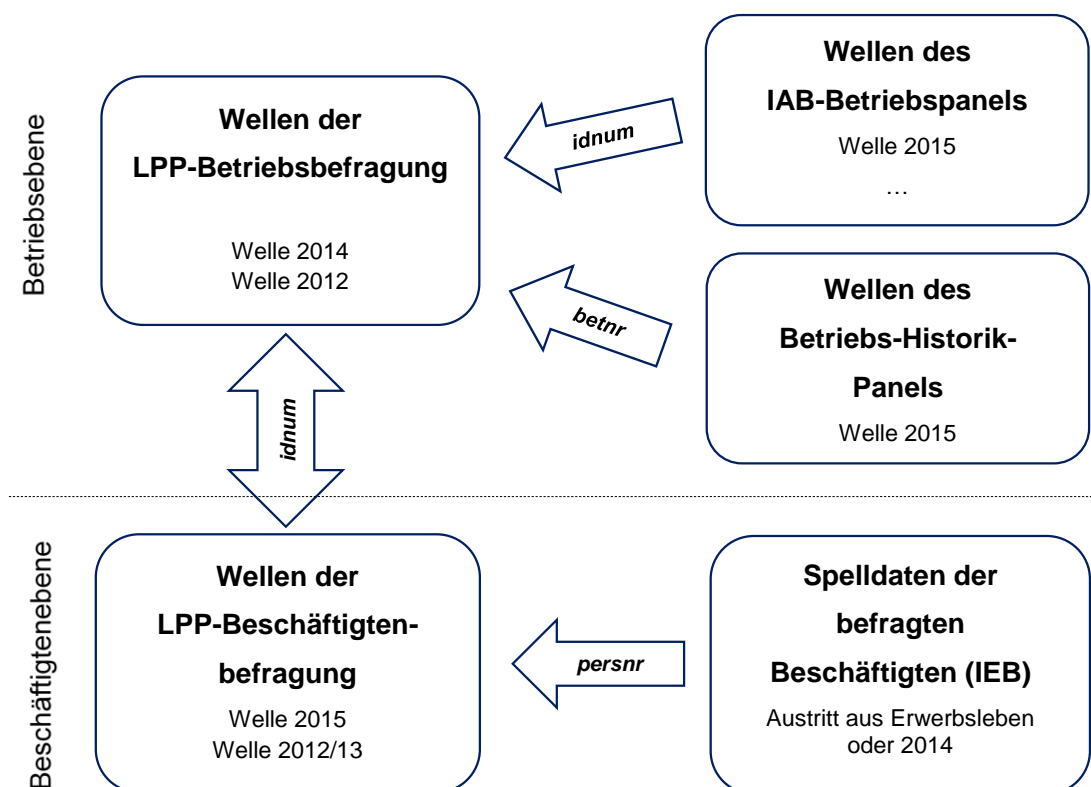 Betriebsebene
Wellen der
LPP-Betriebsbefragung
Welle 2014
Welle 2012
idnum
Wellen des
IAB-Betriebspanels
Welle 2015
…
betnr
Wellen des
Betriebs-Historik-
Panels
Welle 2015
idnum
Beschäftigtenebene
Wellen der
LPP-Beschäftigten-
befragung
Welle 2015
Welle 2012/13
persnr
Spelldaten der
befragten
Beschäftigten (IEB)
Austritt aus Erwerbsleben
oder 2014